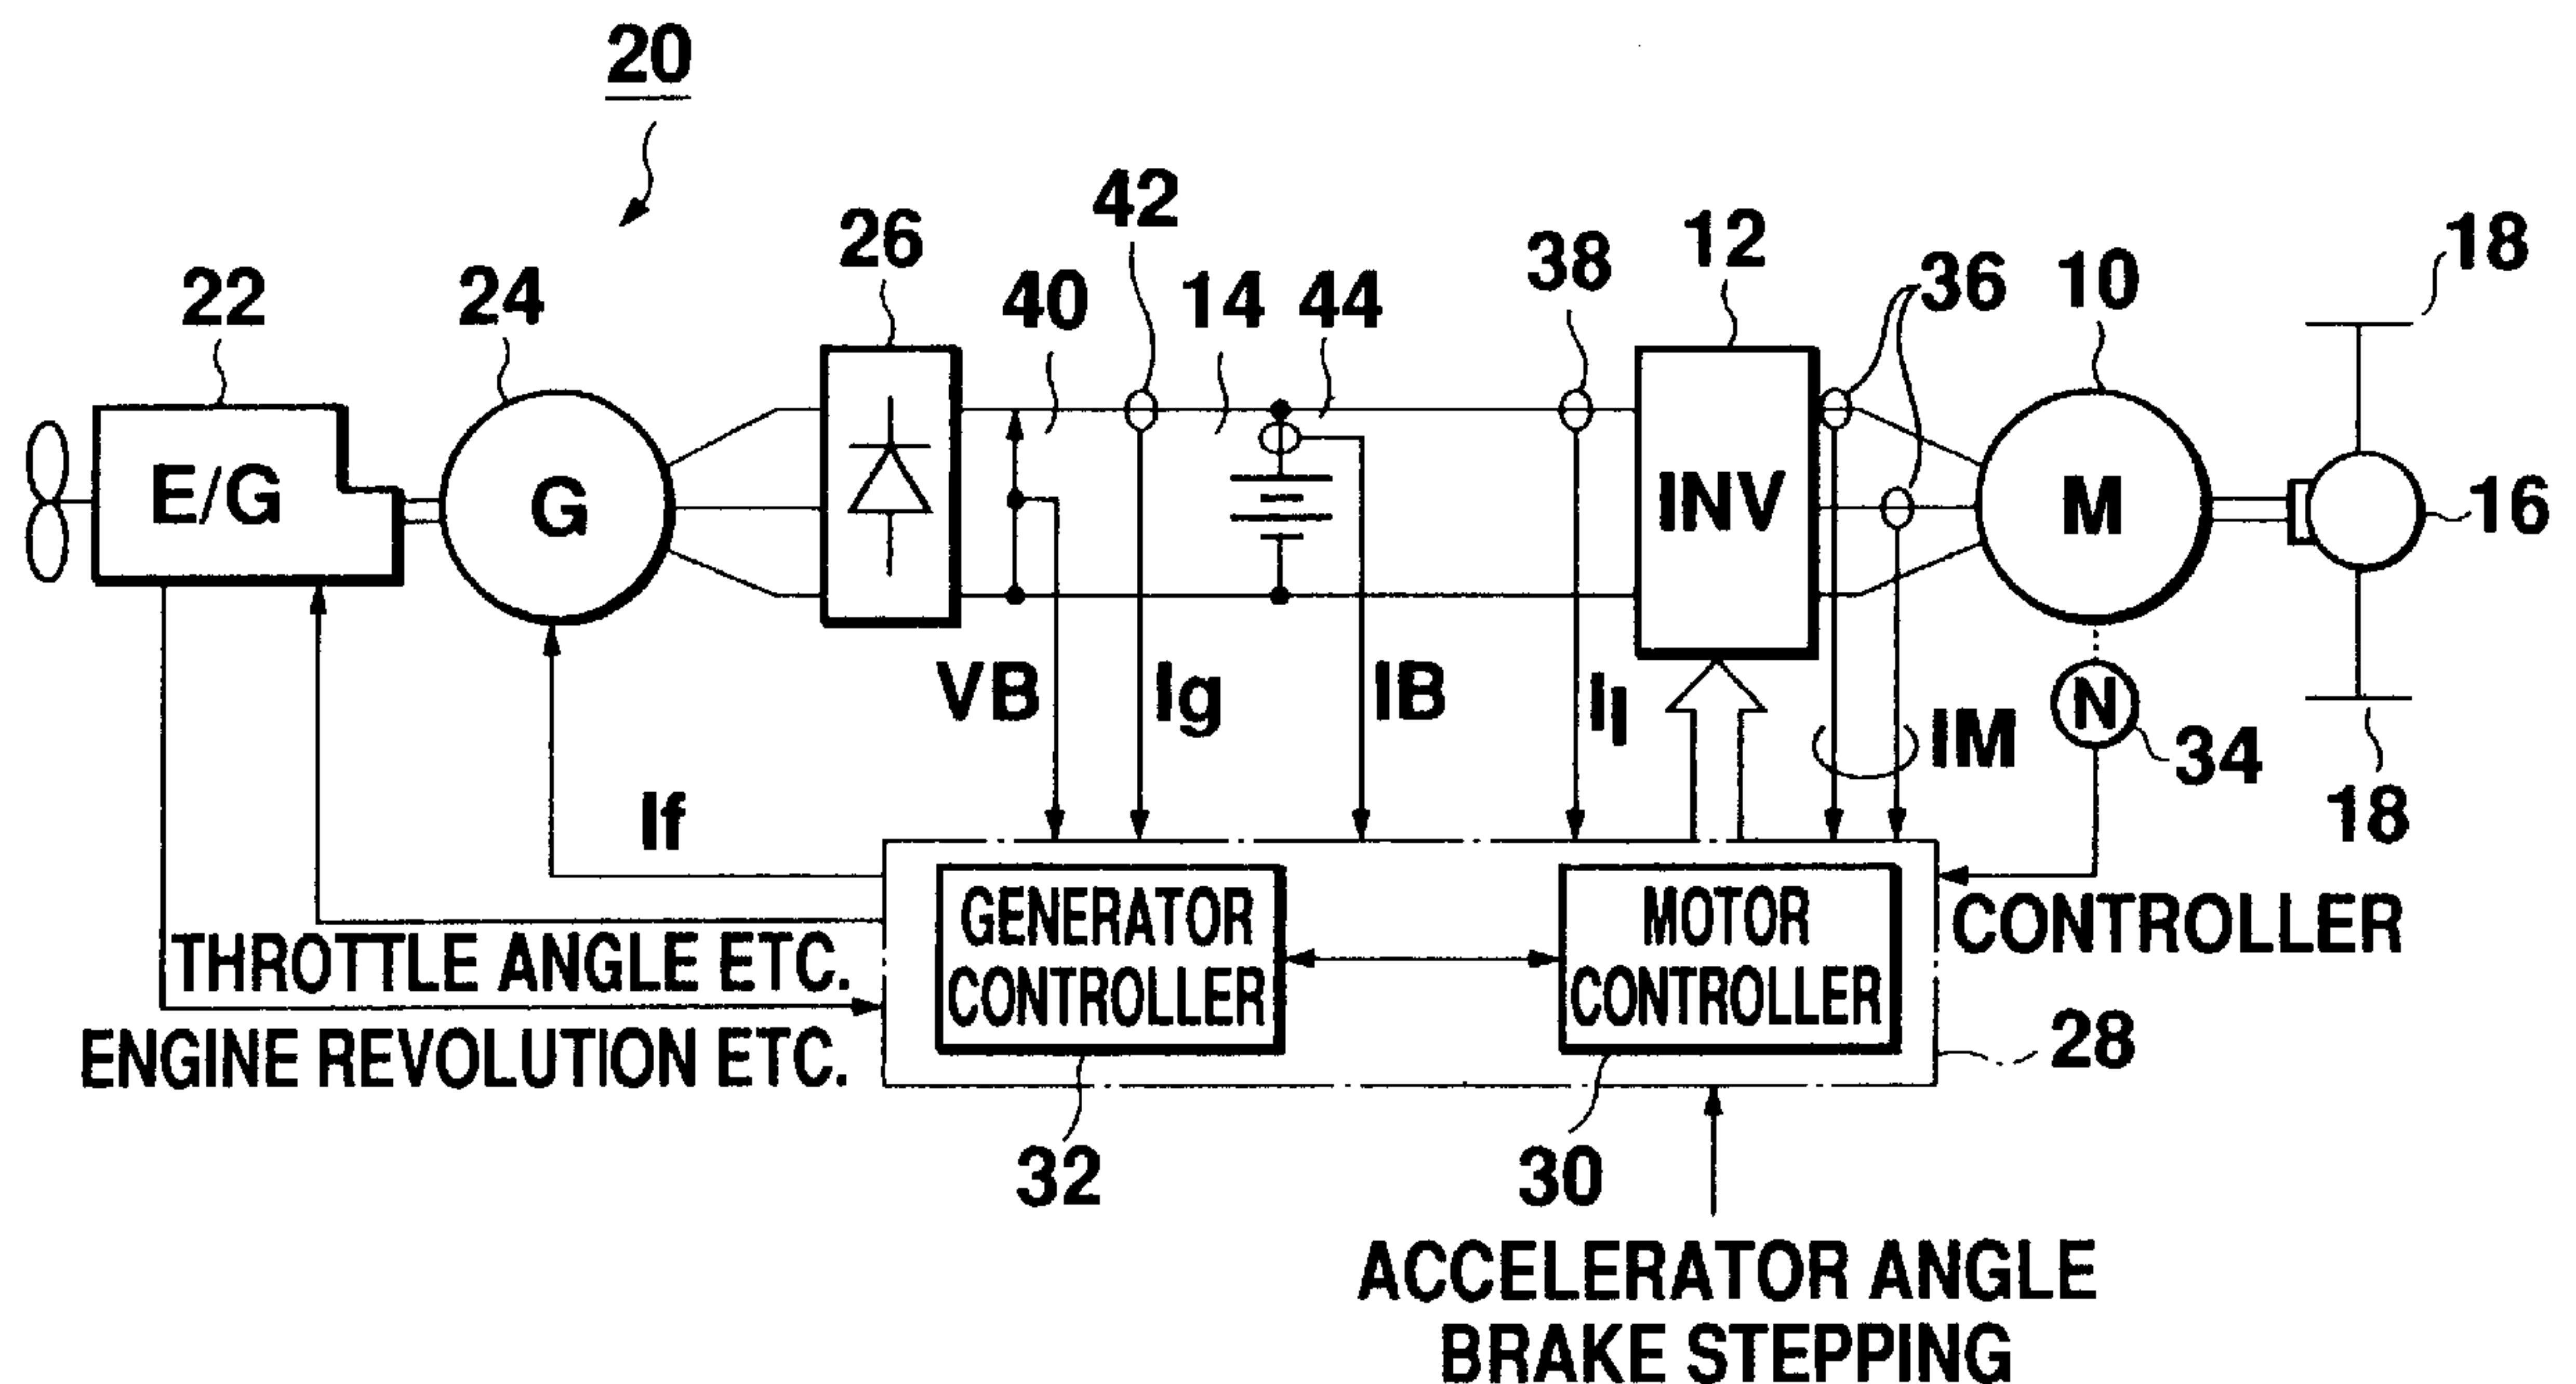 20
42
26
38
12
18
22
24
40
14
44
36
10
E/G
G
INV
M
16
VB
Ig
IB
II
IM
N
34
18
If
GENERATOR
CONTROLLER
MOTOR
CONTROLLER
CONTROLLER
THROTTLE ANGLE ETC.
ENGINE REVOLUTION ETC.
28
32
30
ACCELERATOR ANGLE
BRAKE STEPPING